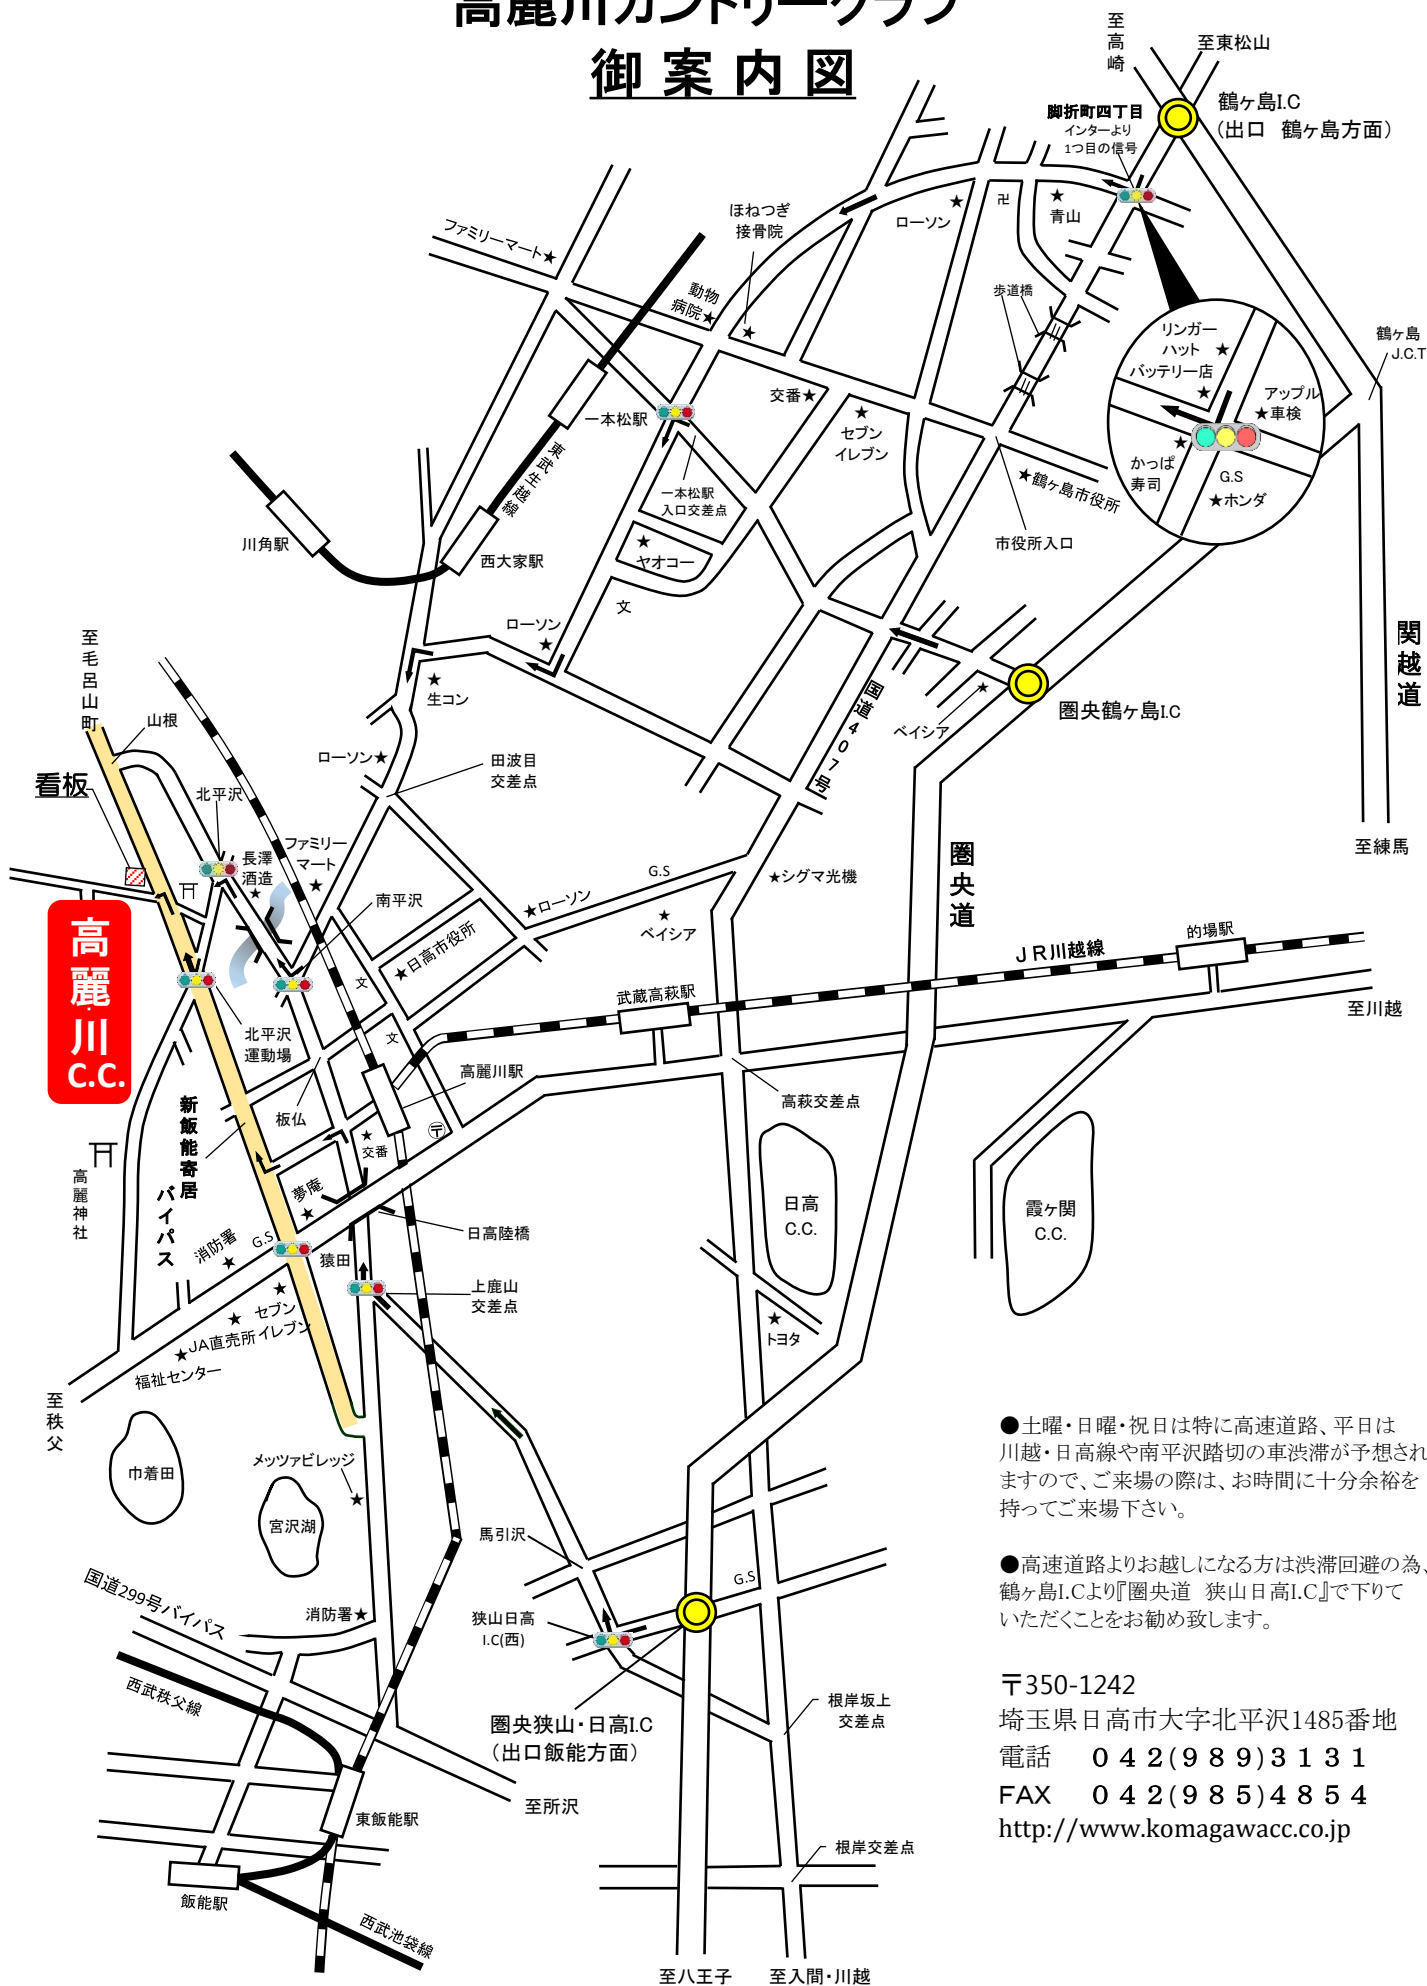 高麗川カントリークラブ
御案内図
至高崎
至東松山
鶴ヶ島I.C
(出口 鶴ヶ島方面)
脚折町四丁目
インターより
1つ目の信号
ほねつぎ
接骨院
ローソン
卍
青山
ファミリーマート★
動物
病院★
歩道橋
鶴ヶ島
J.C.T
リンガー
ハット
バッテリー店
アップル
★車検
かっぱ
寿司
G.S
★ホンダ
一本松駅
交番★
セブン
イレブン
東武生越線
一本松駅
入口交差点
★鶴ヶ島市役所
市役所入口
川角駅
西大家駅
ヤオコー
文
ローソン
至毛呂山町
生コン
国道407号
ベイシア
圏央鶴ヶ島I.C
関越道
山根
ローソン★
田波目
交差点
看板
北平沢
長澤
酒造
ファミリー
マート
南平沢
G.S
★シグマ光機
圏央道
至練馬
★ローソン
ベイシア
★日高市役所
高麗川
C.C.
文
文
JR川越線
的場駅
武蔵高萩駅
至川越
北平沢
運動場
高麗川駅
高萩交差点
板仏
新飯能寄居
バイパス
〒
交番
高麗神社
夢庵
日高
C.C.
霞ヶ関
C.C.
消防署
G.S
猿田
日高陸橋
上鹿山
交差点
セブン
イレブン
★JA直売所
福祉センター
トヨタ
至秩父
巾着田
メッツァビレッジ
宮沢湖
●土曜・日曜・祝日は特に高速道路、平日は
川越・日高線や南平沢踏切の車渋滞が予想され
ますので、ご来場の際は、お時間に十分余裕を
持ってご来場下さい。
●高速道路よりお越しになる方は渋滞回避の為、
鶴ヶ島I.Cより『圏央道 狭山日高I.C』で下りて
いただくことをお勧め致します。
馬引沢
G.S
国道299号バイパス
消防署★
狭山日高
I.C(西)
西武秩父線
圏央狭山・日高I.C
(出口飯能方面)
根岸坂上
交差点
〒350-1242
埼玉県日高市大字北平沢1485番地
電話 042(989)3131
FAX 042(985)4854
http://www.komagawacc.co.jp
至所沢
東飯能駅
根岸交差点
飯能駅
西武池袋線
至八王子
至入間・川越